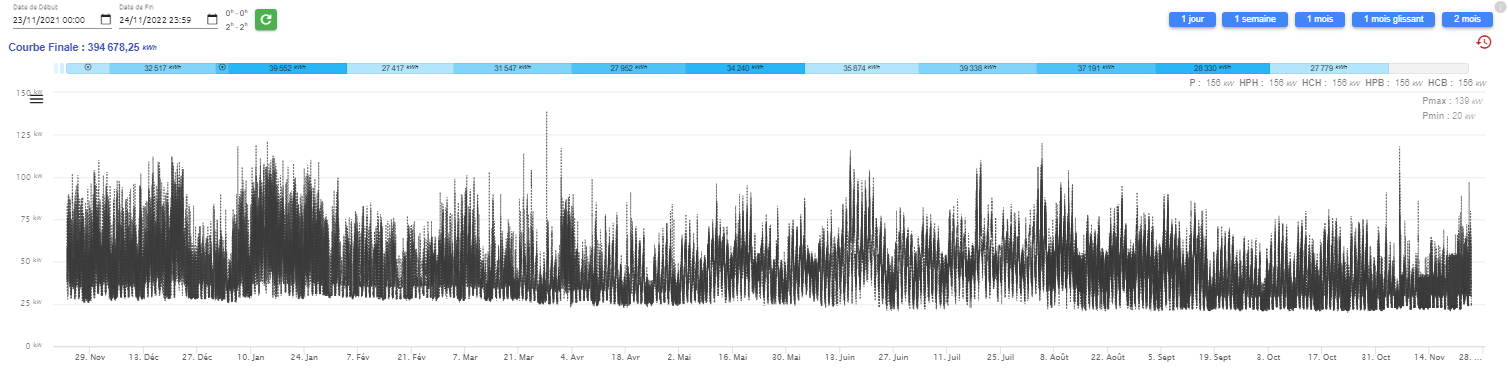 Date de Début
Date de Fin
23/11/2021 00:00
24/11/2022 23:59
0ʰ - 0ʰ
2ʰ - 2ʰ
1 jour
1 semaine
1 mois
1 mois glissant
2 mois
Courbe Finale : 394 678,25 kWh
32 517 kWh
39 552 kWh
27 417 kWh
31 547 kWh
27 952 kWh
34 240 kWh
35 874 kWh
39 338 kWh
37 191 kWh
28 330 kWh
27 779 kWh
P : 156 kW HPH : 156 kW HCH : 156 kW HPB : 156 kW HCB : 156 kW
Pmax : 139 kW
Pmin : 20 kW
150 kW
125 kW
100 kW
75 kW
50 kW
25 kW
0 kW
29. Nov
13. Déc
27. Déc
10. Jan
24. Jan
7. Fév
21. Fév
7. Mar
21. Mar
4. Avr
18. Avr
2. Mai
16. Mai
30. Mai
13. Juin
27. Juin
11. Juil
25. Juil
8. Août
22. Août
5. Sept
19. Sept
3. Oct
17. Oct
31. Oct
14. Nov
28. ...